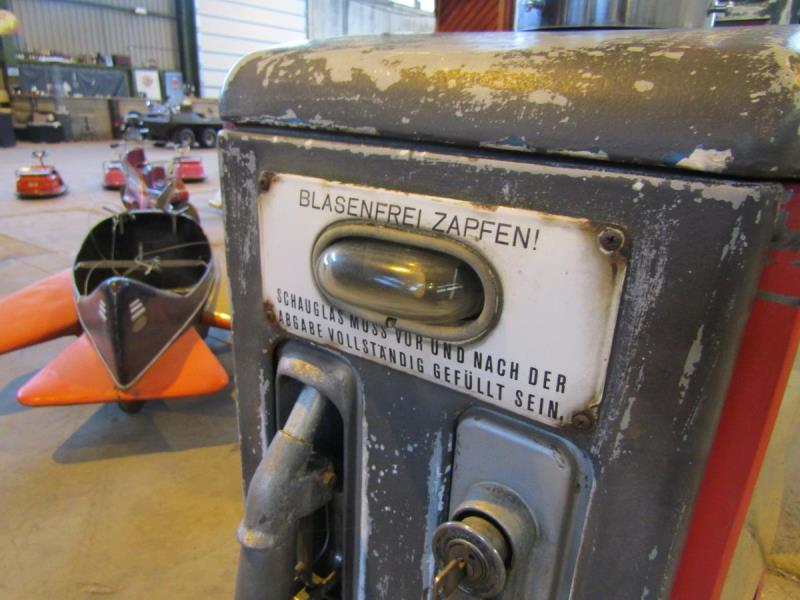 BLASENFREI ZAPFEN!
SCHAUGLAS MUSS VOR UND NACH DER
ABGABE VOLLSTÄNDIG GEFÜLLT SEIN.